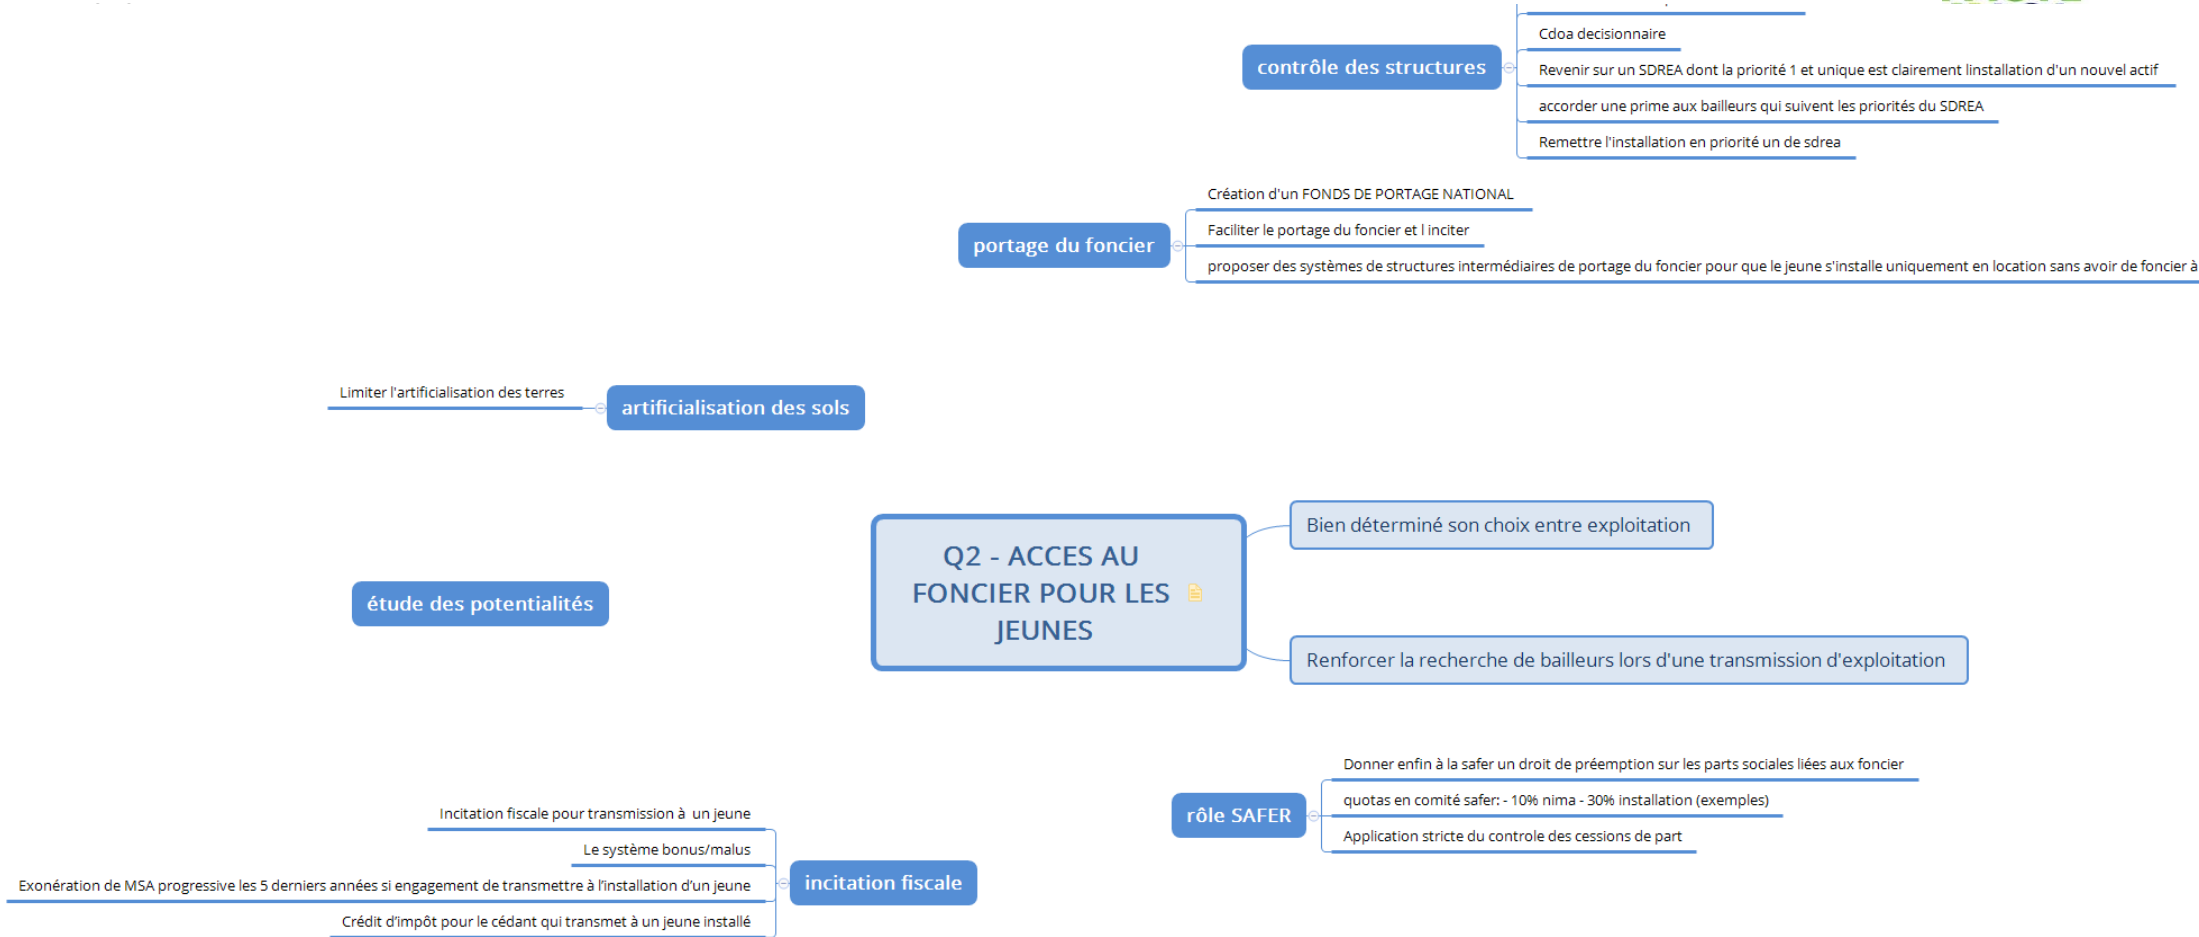 Cdoa decisionnaire
contrôle des structures
Revenir sur un SDREA dont la priorité 1 et unique est clairement linstallation d'un nouvel actif
accorder une prime aux bailleurs qui suivent les priorités du SDREA
Remettre l'installation en priorité un de sdrea
Création d'un FONDS DE PORTAGE NATIONAL
portage du foncier
Faciliter le portage du foncier et l inciter
proposer des systèmes de structures intermédiaires de portage du foncier pour que le jeune s'installe uniquement en location sans avoir de foncier à
Limiter l'artificialisation des terres
artificialisation des sols
Q2 - ACCES AU
FONCIER POUR LES
JEUNES
Bien déterminé son choix entre exploitation
Renforcer la recherche de bailleurs lors d'une transmission d'exploitation
étude des potentialités
Donner enfin à la safer un droit de préemption sur les parts sociales liées aux foncier
rôle SAFER
quotas en comité safer: - 10% nima - 30% installation (exemples)
Application stricte du controle des cessions de part
Incitation fiscale pour transmission à  un jeune
Le système bonus/malus
incitation fiscale
Exonération de MSA progressive les 5 derniers années si engagement de transmettre à l'installation d'un jeune
Crédit d'impôt pour le cédant qui transmet à un jeune installé